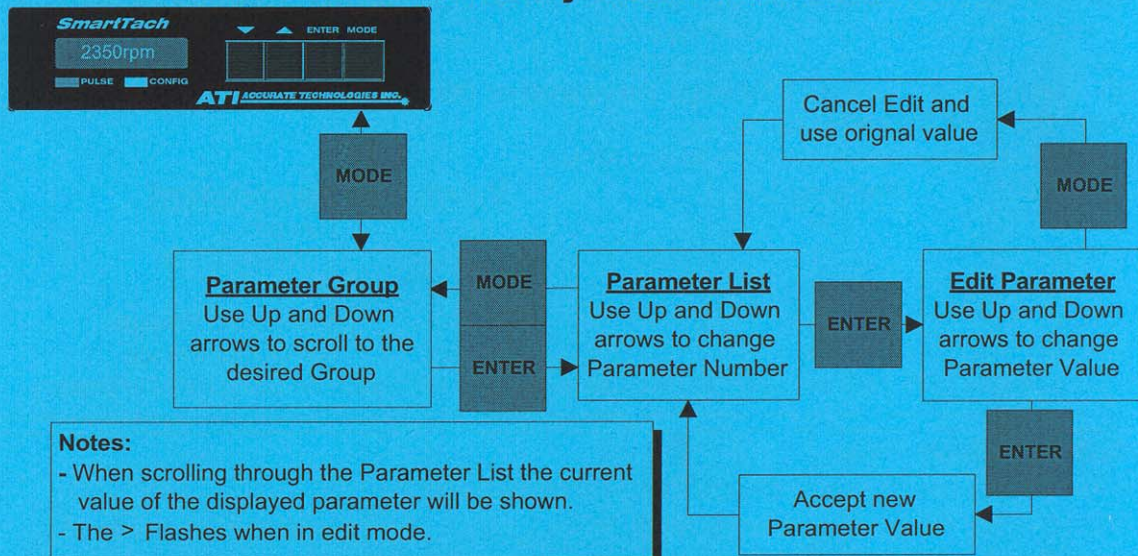 SmartTach
ENTER MODE
2350rpm
PULSE CONFIG
ATI ACCURATE TECHNOLOGIES INC.
MODE
Cancel Edit and
use orignal value
MODE
Parameter Group
Use Up and Down
arrows to scroll to the
desired Group
MODE
ENTER
Parameter List
Use Up and Down
arrows to change
Parameter Number
ENTER
Edit Parameter
Use Up and Down
arrows to change
Parameter Value
ENTER
Accept new
Parameter Value
Notes:
- When scrolling through the Parameter List the current
value of the displayed parameter will be shown.
- The > Flashes when in edit mode.